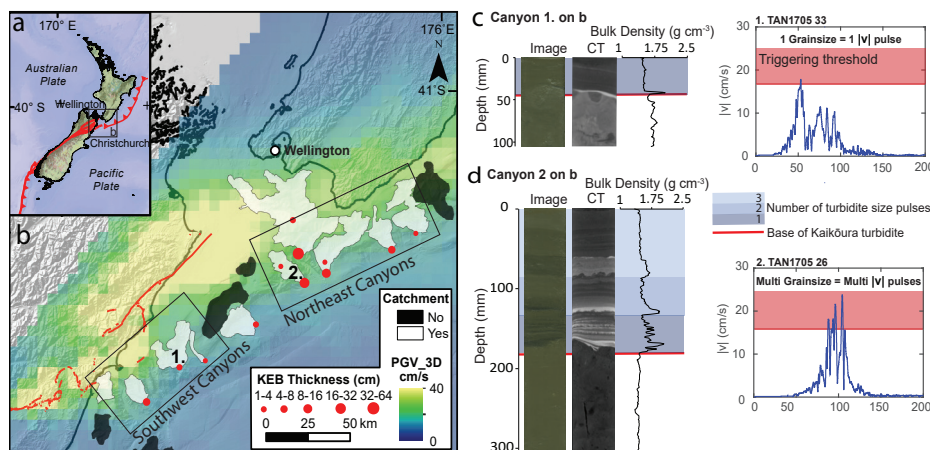 a
170° E
Australian
Plate
Wellington
40° S
b
Christchurch
Pacific
Plate
176°E
N
41°S
Wellington
b
2.
Northeast Canyons
1.
Southwest Canyons
Catchment
No
Yes
PGV_3D
cm/s
40
0
KEB Thickness (cm)
1-4 4-8 8-16 16-32 32-64
0 25 50 km
c Canyon 1. on b
Bulk Density (g cm-3)
Image CT 1 1.75 2.5
Depth (mm)
0
50
100
d Canyon 2 on b
Bulk Density (g cm-3)
Image CT 1 1.75 2.5
Depth (mm)
0
100
200
300
1. TAN1705 33
1 Grainsize = 1 |v| pulse
Triggering threshold
|v| (cm/s)
30
20
10
0
0 50 100 150 200
3
2 Number of turbidite size pulses
1
Base of Kaikōura turbidite
2. TAN1705 26
Multi Grainsize = Multi |v| pulses
|v| (cm/s)
30
20
10
0
0 50 100 150 200